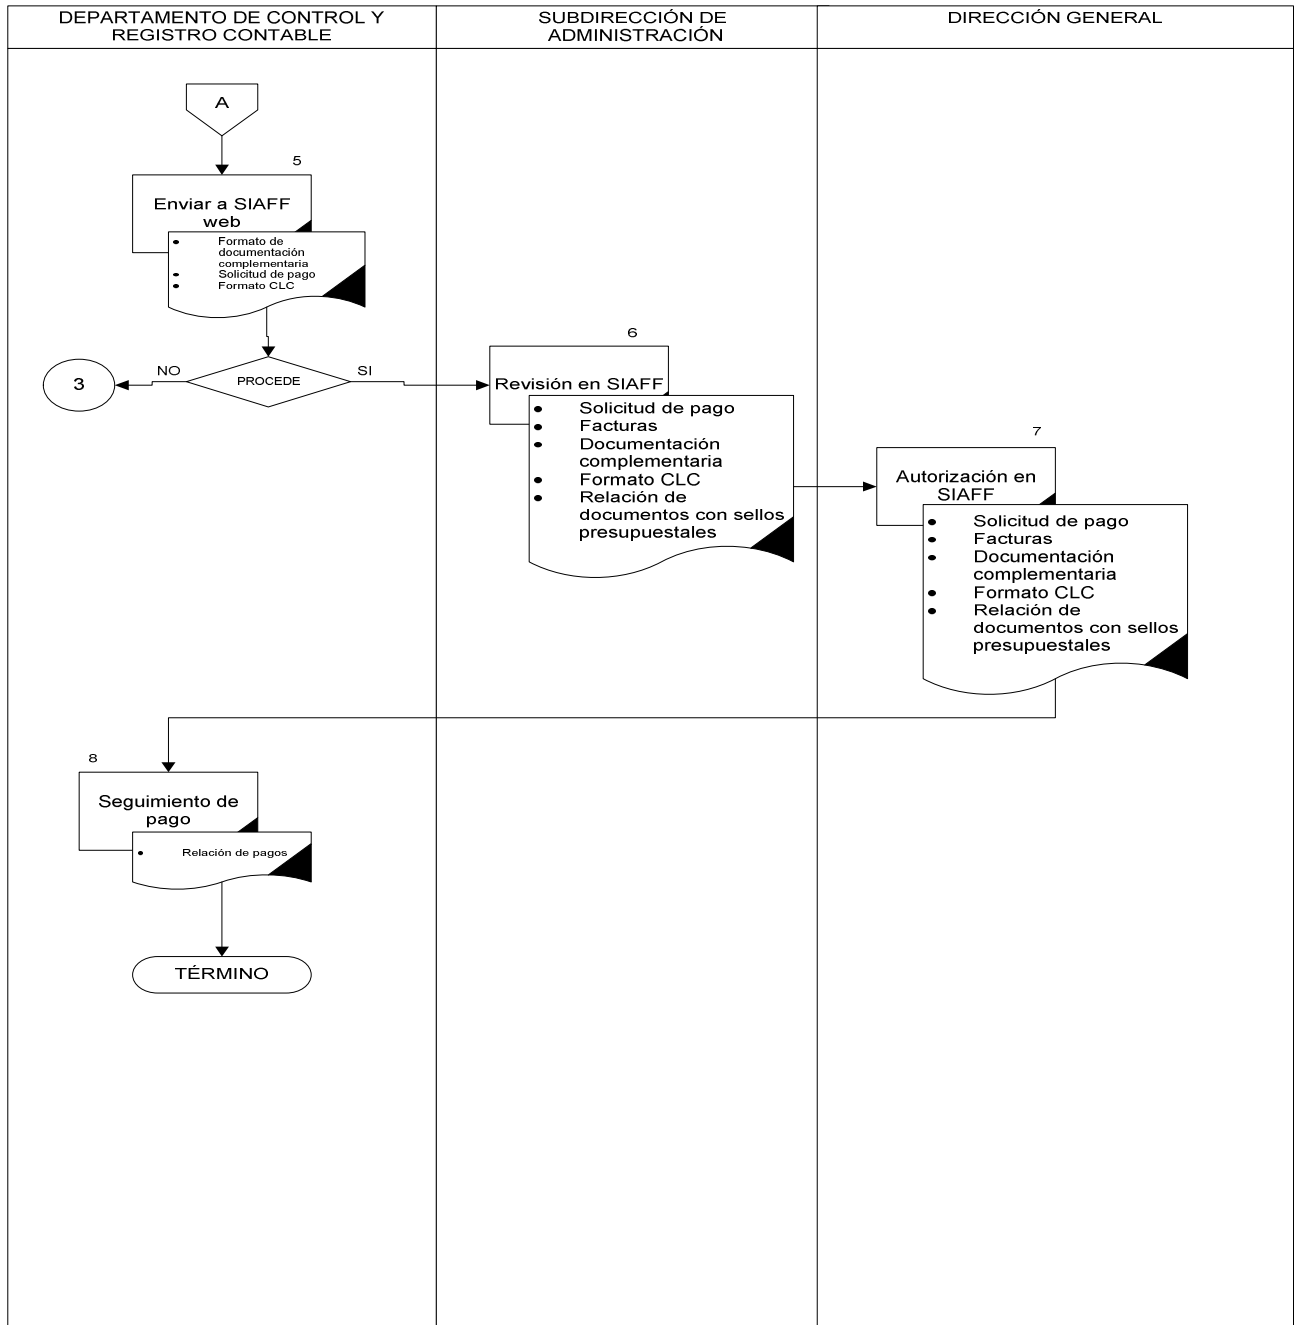 DEPARTAMENTO DE CONTROL Y
REGISTRO CONTABLE
SUBDIRECCIÓN DE
ADMINISTRACIÓN
DIRECCIÓN GENERAL
A
5
Enviar a SIAFF
web
• Formato de
documentación
complementaria
• Solicitud de pago
• Formato CLC
3
NO
PROCEDE
SI
6
Revisión en SIAFF
• Solicitud de pago
• Facturas
• Documentación
complementaria
• Formato CLC
• Relación de
documentos con sellos
presupuestales
7
Autorización en
SIAFF
• Solicitud de pago
• Facturas
• Documentación
complementaria
• Formato CLC
• Relación de
documentos con sellos
presupuestales
8
Seguimiento de
pago
• Relación de pagos
TÉRMINO